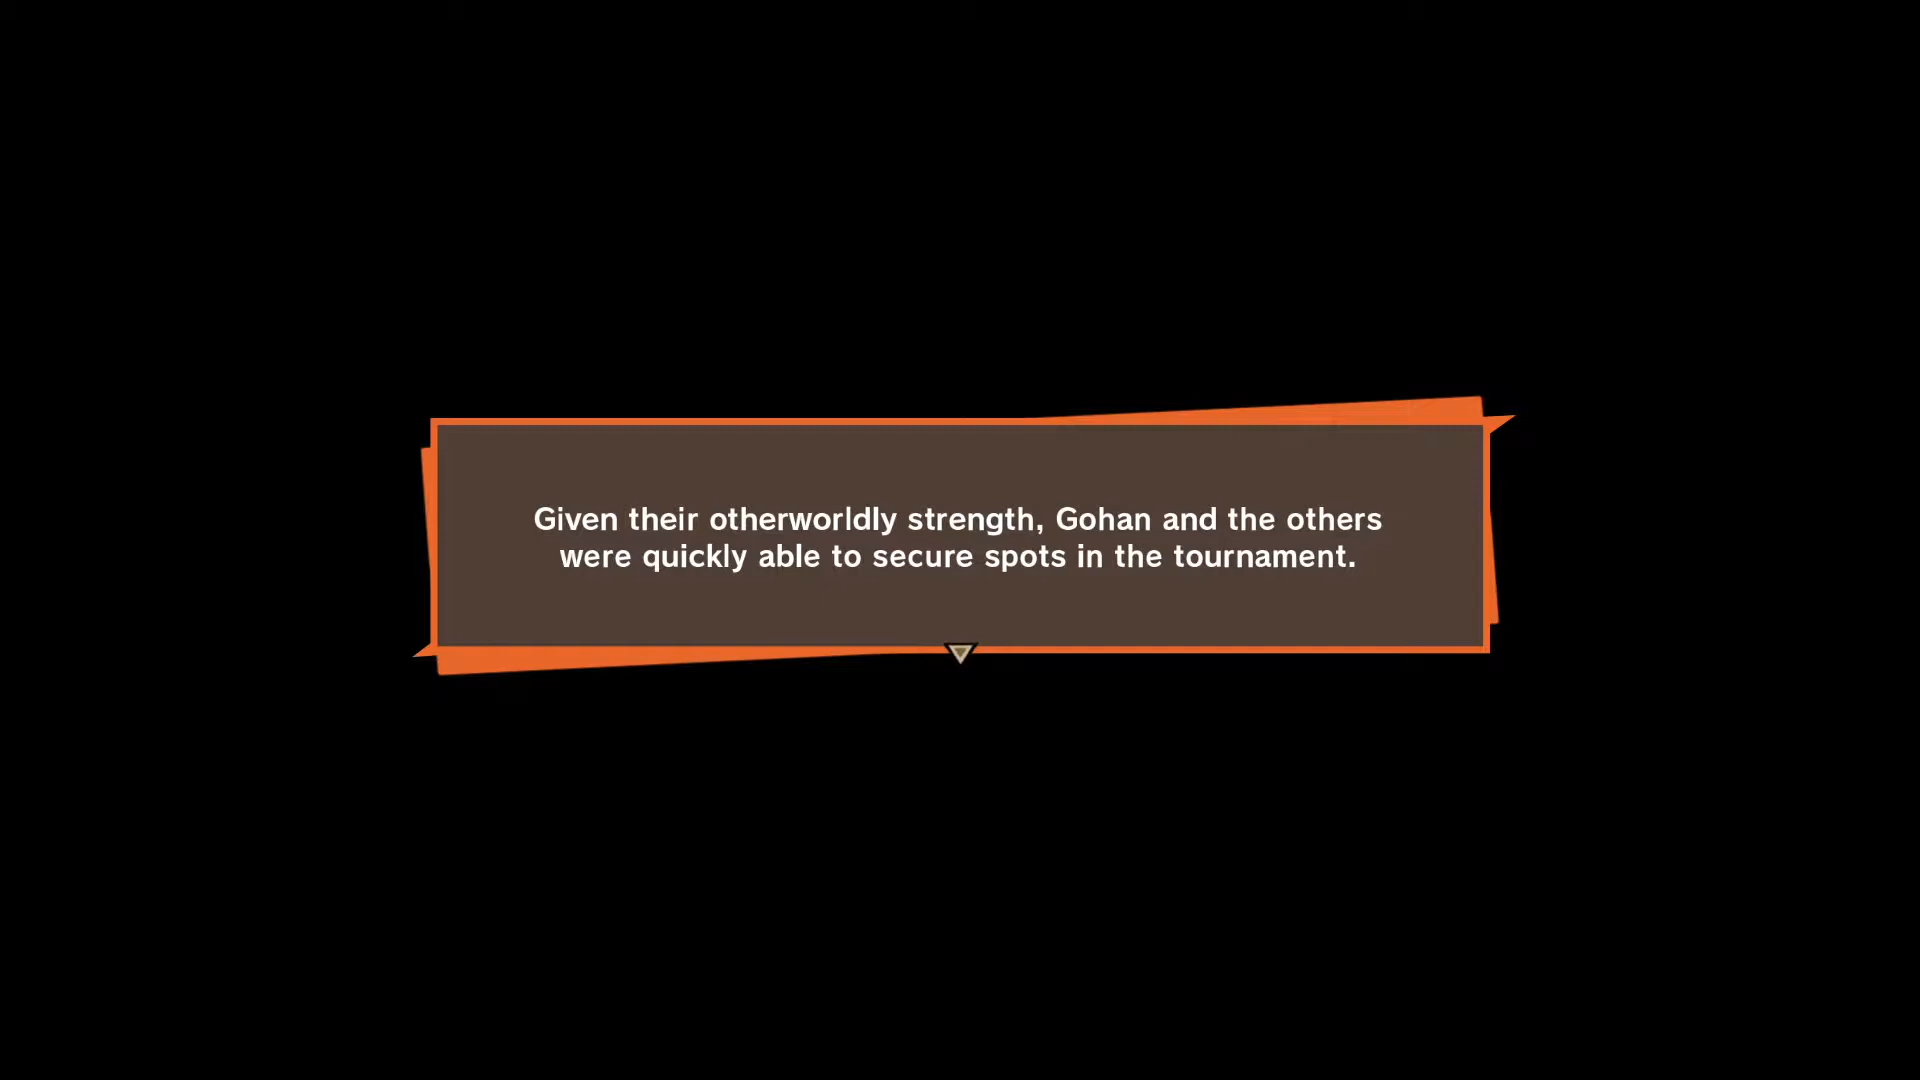 Given their otherworldly strength, Gohan and the others
were quickly able to secure spots in the tournament.